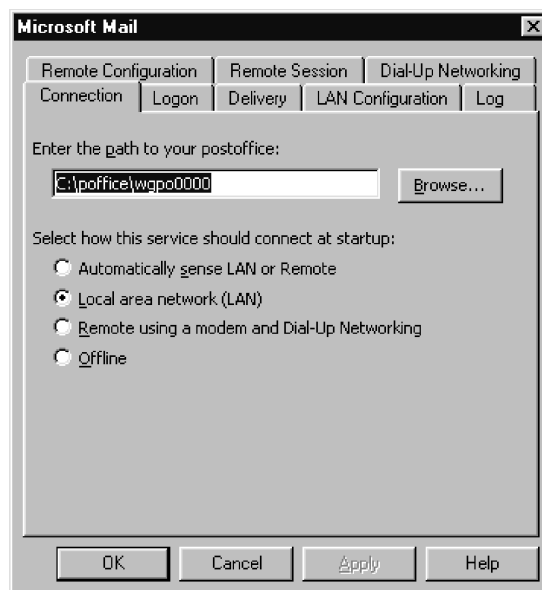 Microsoft Mail
Remote Configuration Remote Session Dial-Up Networking
Connection Logon Delivery LAN Configuration Log
Enter the path to your postoffice:
C:\poffice\wgpo0000 Browse...
Select how this service should connect at startup:
Automatically sense LAN or Remote
Local area network (LAN)
Remote using a modem and Dial-Up Networking
Offline
OK Cancel Apply Help